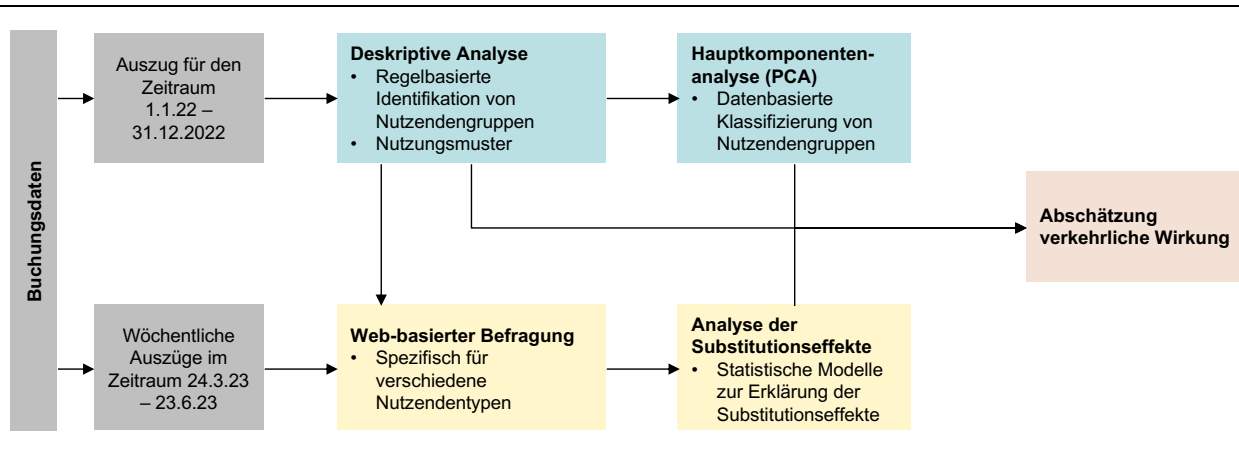 Buchungsdaten
Auszug für den
Zeitraum
1.1.22 –
31.12.2022
Deskriptive Analyse
• Regelbasierte
Identifikation von
Nutzendengruppen
• Nutzungsmuster
Hauptkomponenten-
analyse (PCA)
• Datenbasierte
Klassifizierung von
Nutzendengruppen
Abschätzung
verkehrliche Wirkung
Wöchentliche
Auszüge im
Zeitraum 24.3.23
– 23.6.23
Web-basierter Befragung
• Spezifisch für
verschiedene
Nutzendentypen
Analyse der
Substitutionseffekte
• Statistische Modelle
zur Erklärung der
Substitutionseffekte